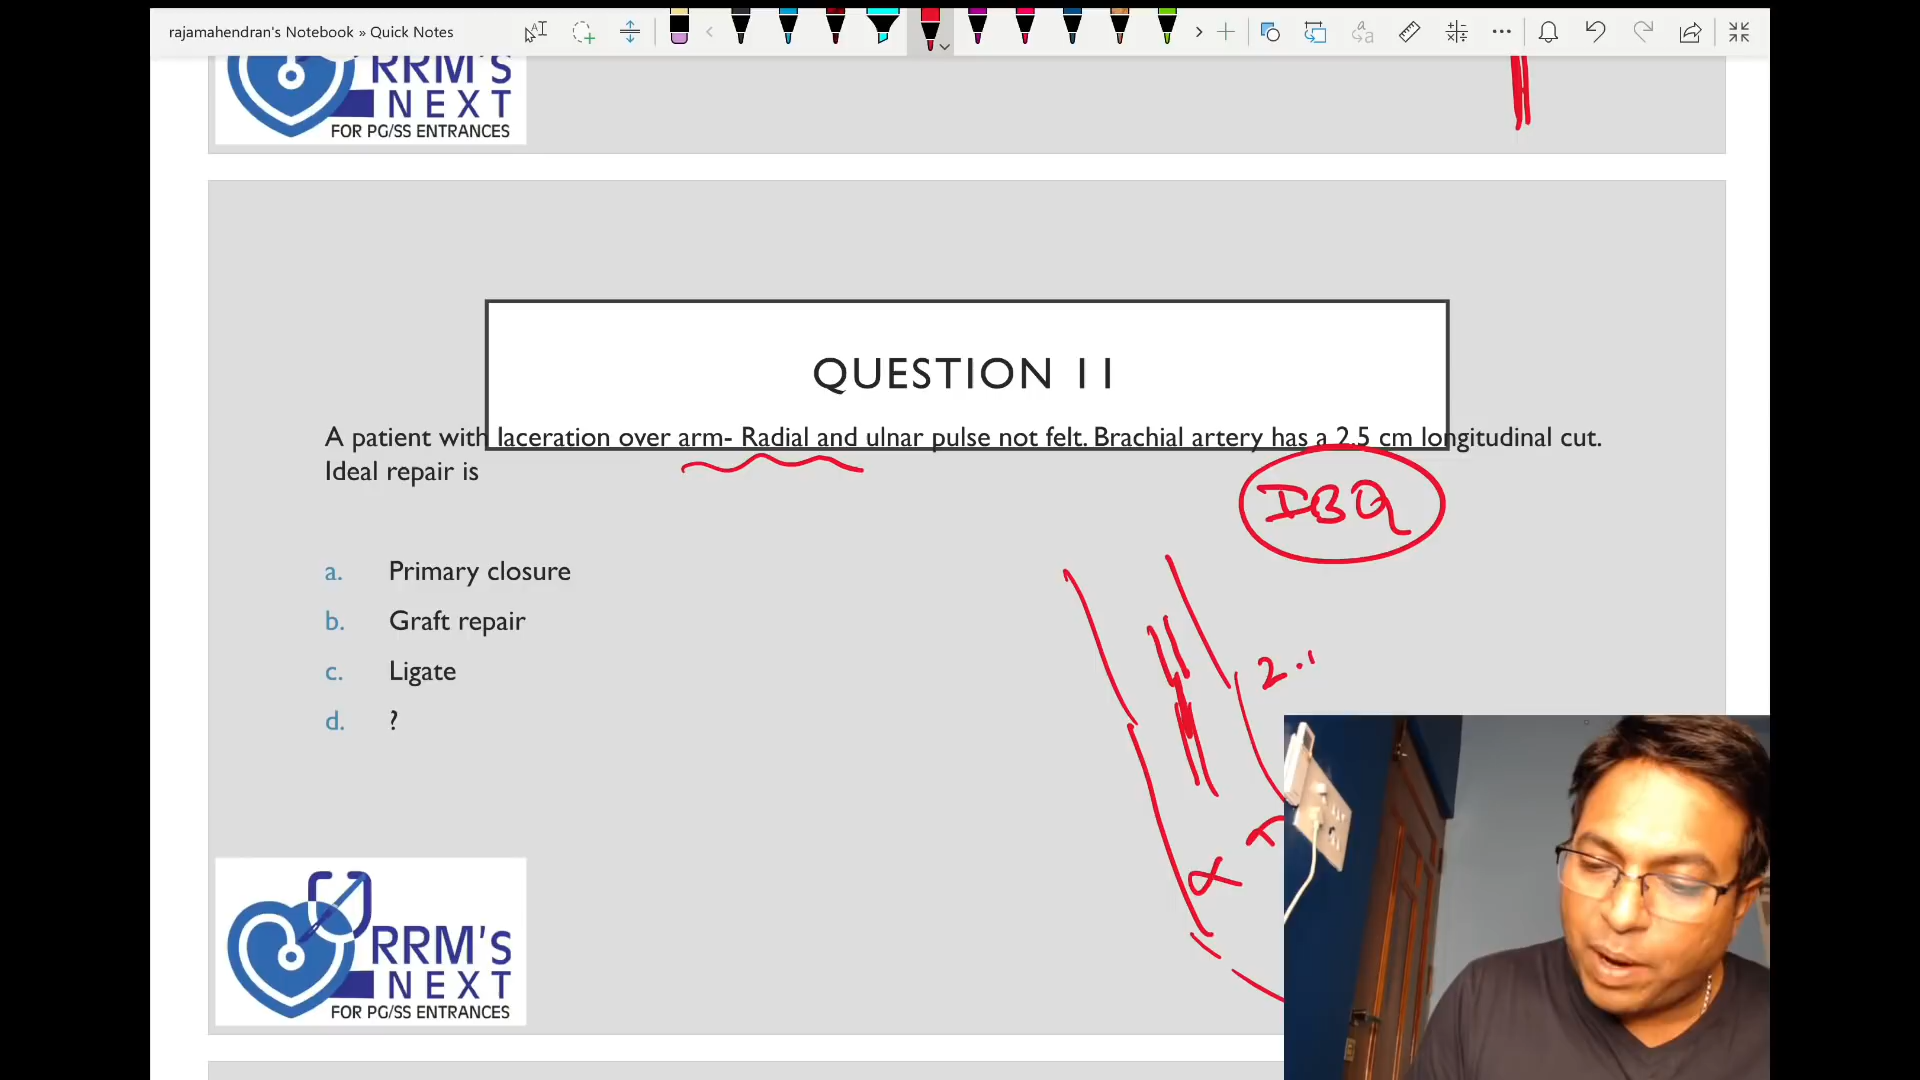 rajamahendran's Notebook » Quick Notes
RRM'S
NEXT
FOR PG/SS ENTRANCES
QUESTION 11
A patient with laceration over arm- Radial and ulnar pulse not felt. Brachial artery has a 2.5 cm longitudinal cut.
Ideal repair is
IBQ
a. Primary closure
b. Graft repair
c. Ligate
d. ?
2.
RRM'S
NEXT
FOR PG/SS ENTRANCES